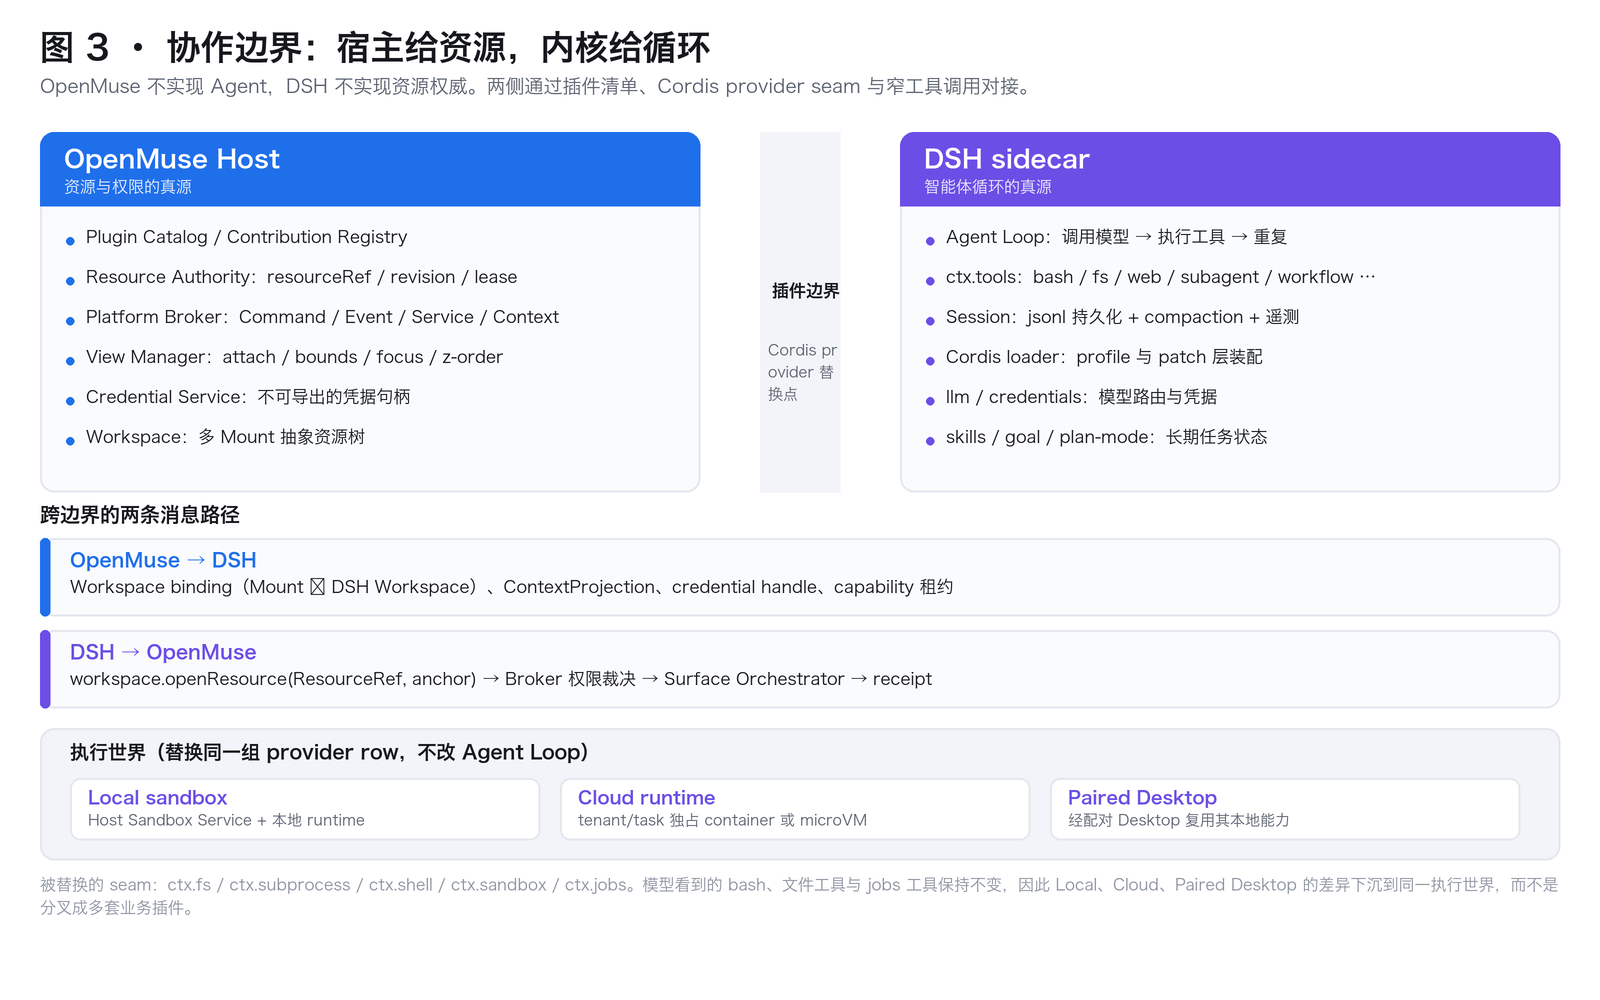 图 3 · 协作边界：宿主给资源，内核给循环
OpenMuse 不实现 Agent，DSH 不实现资源权威。两侧通过插件清单、Cordis provider seam 与窄工具调用对接。
OpenMuse Host
资源与权限的真源
Plugin Catalog / Contribution Registry
Resource Authority：resourceRef / revision / lease
Platform Broker：Command / Event / Service / Context
View Manager：attach / bounds / focus / z-order
Credential Service：不可导出的凭据句柄
Workspace：多 Mount 抽象资源树
插件边界
Cordis pr
ovider 替
换点
DSH sidecar
智能体循环的真源
Agent Loop：调用模型 → 执行工具 → 重复
ctx.tools：bash / fs / web / subagent / workflow ···
Session：jsonl 持久化 + compaction + 遥测
Cordis loader：profile 与 patch 层装配
llm / credentials：模型路由与凭据
skills / goal / plan-mode：长期任务状态
跨边界的两条消息路径
OpenMuse → DSH
Workspace binding（Mount DSH Workspace）、ContextProjection、credential handle、capability 租约
DSH → OpenMuse
workspace.openResource(ResourceRef, anchor) → Broker 权限裁决 → Surface Orchestrator → receipt
执行世界（替换同一组 provider row，不改 Agent Loop）
Local sandbox
Host Sandbox Service + 本地 runtime
Cloud runtime
tenant/task 独占 container 或 microVM
Paired Desktop
经配对 Desktop 复用其本地能力
被替换的 seam：ctx.fs / ctx.subprocess / ctx.shell / ctx.sandbox / ctx.jobs。模型看到的 bash、文件工具与 jobs 工具保持不变，因此 Local、Cloud、Paired Desktop 的差异下沉到同一执行世界，而不是
分叉成多套业务插件。